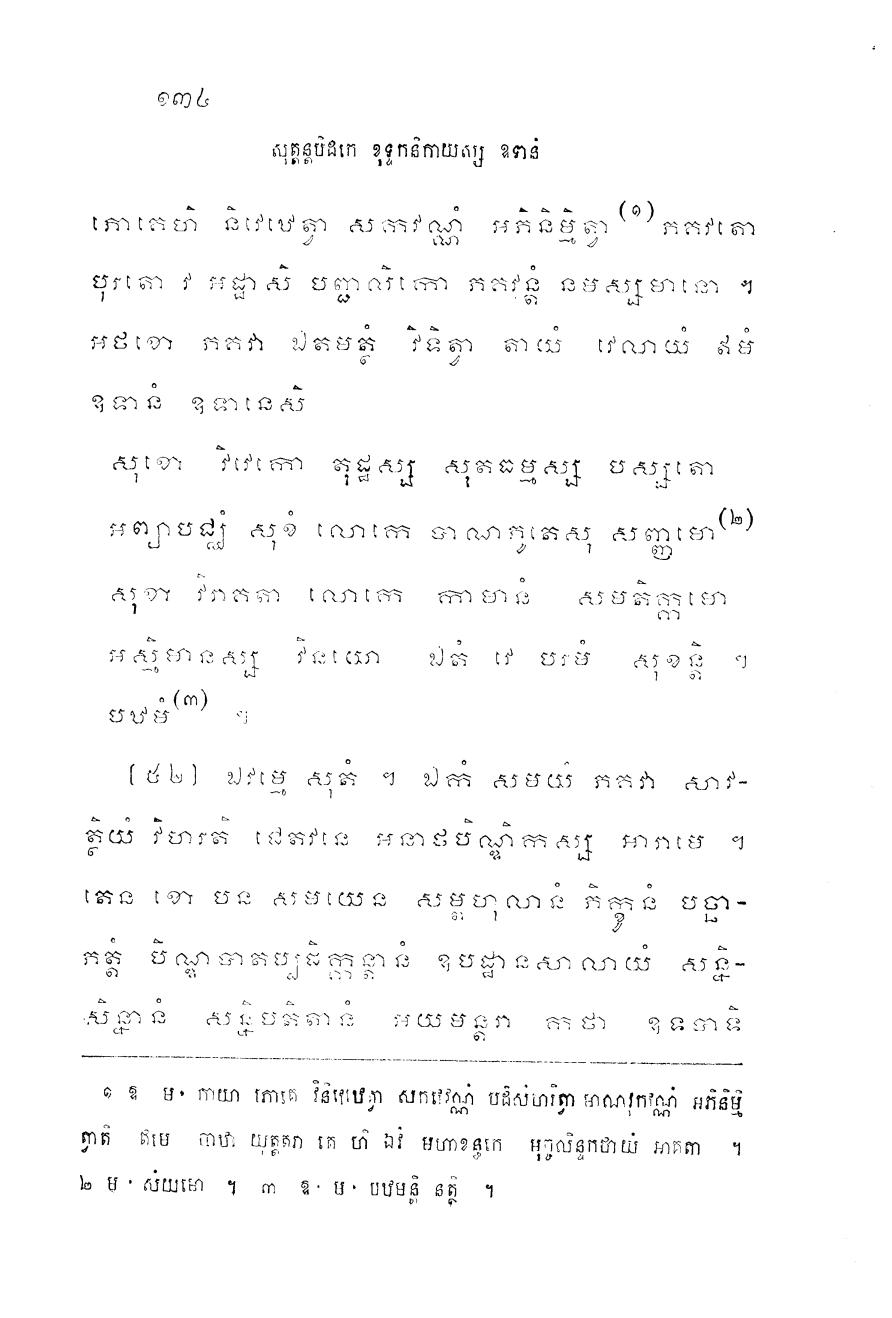 ១៣៤
សុត្តន្តបិដកេ ខុទ្ទកនិកាយស្ស ឧទានំ
ភោគេហិ និវេឋេត្វា សកវណ្ណំ អភិនិម្មិត្វា(១) ភគវតោ
បុរតោ វ អដ្ឋាសិ បញ្ជាលិកោ ភគវន្តំ នមស្សមានោ ។
អថខោ ភគវា ឯតមត្ថំ វិទិត្វា តាយំ វេលាយំ ឥមំ
ឧទានំ ឧទានេសិ
សុខោ វិវេកោ តុដ្ឋស្ស សុតធម្មស្ស បស្សតោ
អព្យាបជ្ឈំ សុខំ លោកេ បាណភូតេសុ សញ្ញមោ(២)
សុខា វិរាគតា លោកេ កាមានំ សមតិក្កមោ
អស្មិមានស្ស វិនយោ ឯតំ វេ បរមំ សុខន្តិ ។
បឋមំ(៣) ។
[៥២] ឯវម្មេ សុតំ ។ ឯកំ សមយំ ភគវា សាវ-
ត្ថិយំ វិហរតិ ជេតវនេ អនាថបិណ្ឌិកស្ស អារាមេ ។
តេន ខោ បន សមយេន សម្ពហុលានំ ភិក្ខូនំ បច្ឆា-
ភត្តំ បិណ្ឌបាតប្បដិក្កន្តានំ ឧបដ្ឋានសាលាយំ សន្និ-
សិន្នានំ សន្និបតិតានំ អយមន្តរា កថា ឧទបាទិ
១ ឱ ម· កាយា ភោគេ វិនិវេឋេត្វា សកវណ្ណំ បដិសំហរិត្វា មាណវកវណ្ណំ អភិនិម្មិ
ត្វាតិ ឥមេ បាឋា យុត្តតរា តេ ហិ ឯវំ មហាខន្ធកេ មុច្ចលិន្ទកថាយំ អាគតា ។
២ ម· សំយមោ ។ ៣ ឱ· ម· បឋមន្តិ នត្ថិ ។